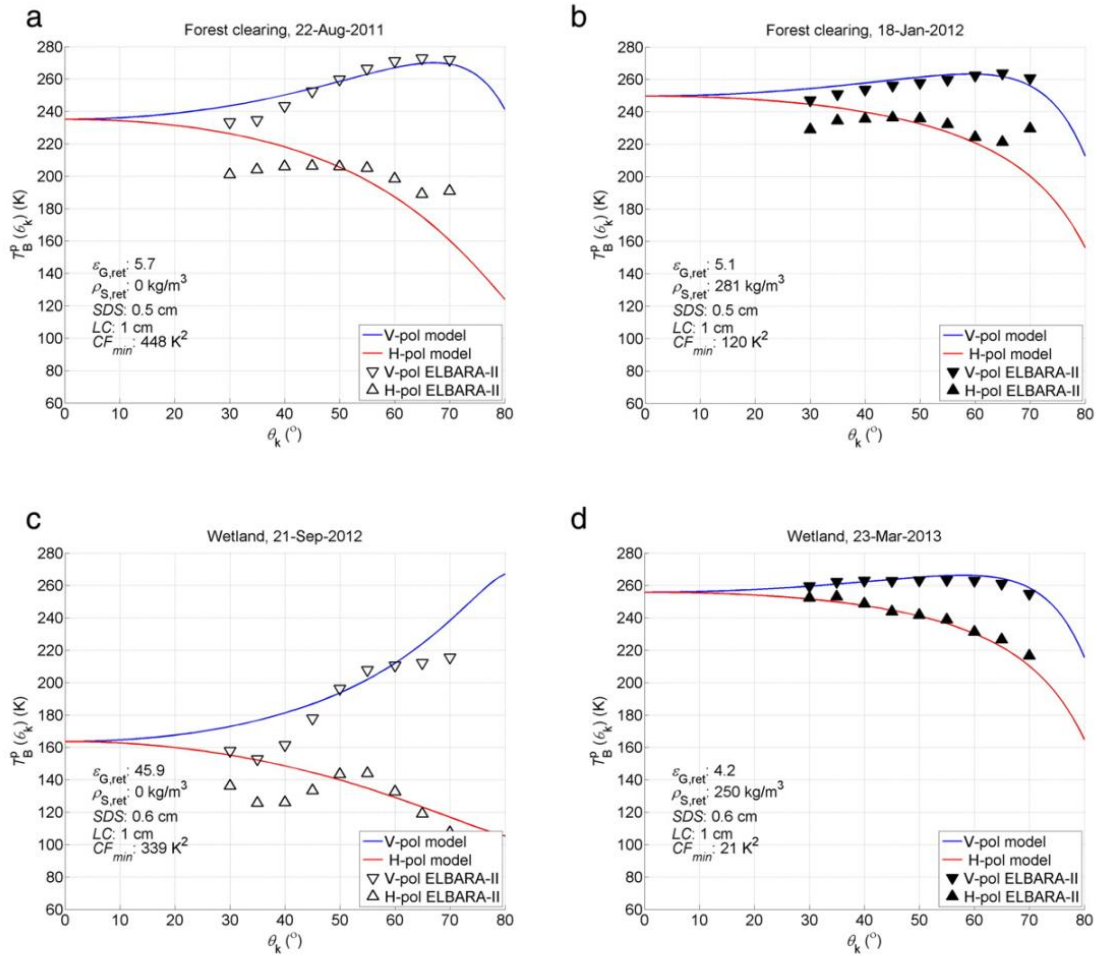 a
Forest clearing, 22-Aug-2011
280
260
240
220
200
180
160
140
120
100
80
60
T_B^p (θ_k) (K)
ε_G,ret: 5.7
ρ_S,ret: 0 kg/m³
SDS: 0.5 cm
LC: 1 cm
CF_min: 448 K²
V-pol model
H-pol model
V-pol ELBARA-II
H-pol ELBARA-II
0 10 20 30 40 50 60 70 80
θ_k (°)
b
Forest clearing, 18-Jan-2012
280
260
240
220
200
180
160
140
120
100
80
60
T_B^p (θ_k) (K)
ε_G,ret: 5.1
ρ_S,ret: 281 kg/m³
SDS: 0.5 cm
LC: 1 cm
CF_min: 120 K²
V-pol model
H-pol model
V-pol ELBARA-II
H-pol ELBARA-II
0 10 20 30 40 50 60 70 80
θ_k (°)
c
Wetland, 21-Sep-2012
280
260
240
220
200
180
160
140
120
100
80
60
T_B^p (θ_k) (K)
ε_G,ret: 45.9
ρ_S,ret: 0 kg/m³
SDS: 0.6 cm
LC: 1 cm
CF_min: 339 K²
V-pol model
H-pol model
V-pol ELBARA-II
H-pol ELBARA-II
0 10 20 30 40 50 60 70 80
θ_k (°)
d
Wetland, 23-Mar-2013
280
260
240
220
200
180
160
140
120
100
80
60
T_B^p (θ_k) (K)
ε_G,ret: 4.2
ρ_S,ret: 250 kg/m³
SDS: 0.6 cm
LC: 1 cm
CF_min: 21 K²
V-pol model
H-pol model
V-pol ELBARA-II
H-pol ELBARA-II
0 10 20 30 40 50 60 70 80
θ_k (°)